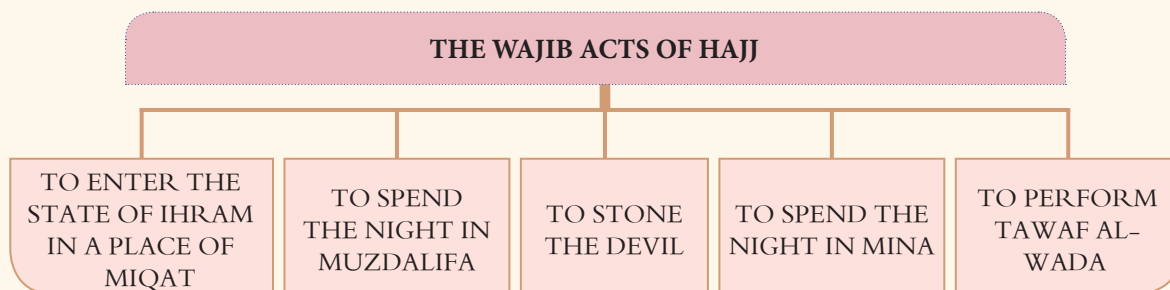 THE WAJIB ACTS OF HAJJ
TO ENTER THE
STATE OF IHRAM
IN A PLACE OF
MIQAT
TO SPEND
THE NIGHT IN
MUZDALIFA
TO STONE
THE DEVIL
TO SPEND THE
NIGHT IN MINA
TO PERFORM
TAWAF AL-
WADA